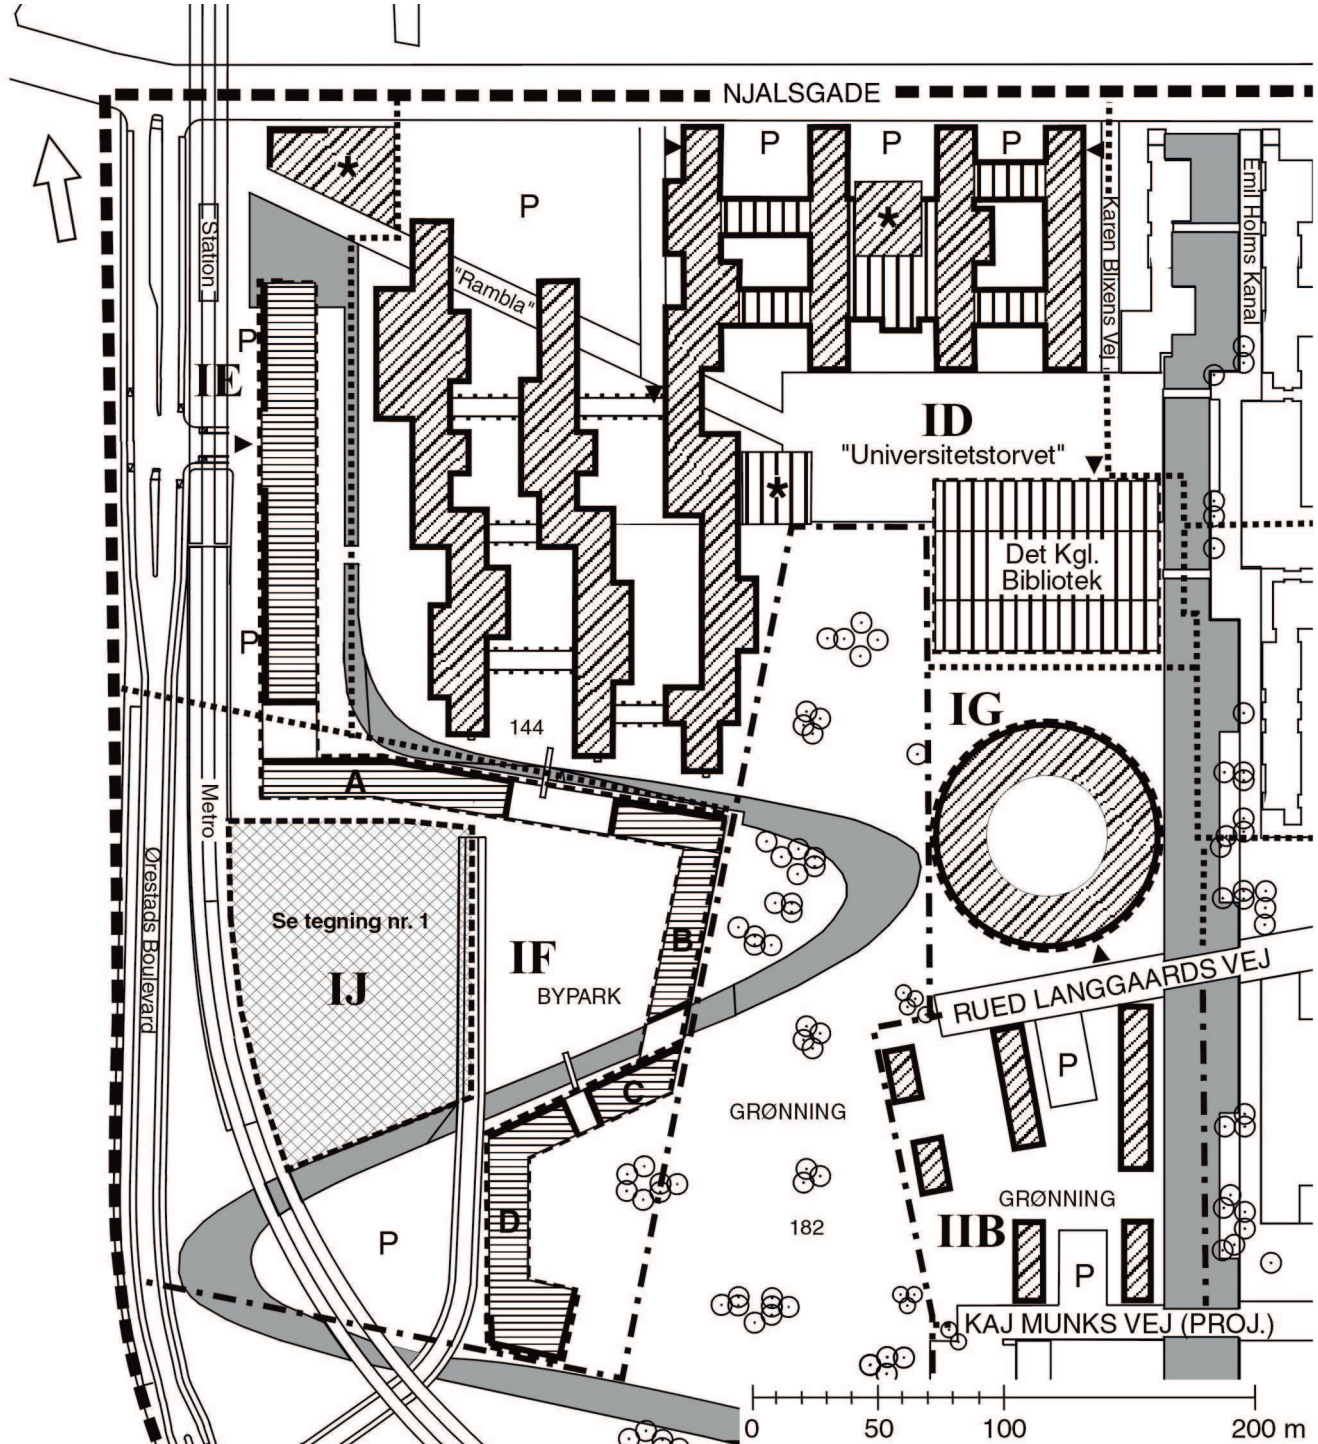 NJALSGADE
P
P
P
*
Station
"Rambla"
P
*
Karen Blixens Vej
Emil Holms Kanal
P
IE
ID
"Universitetstorvet"
*
Det Kgl.
Bibliotek
P
144
IG
A
Metro
Ørestads Boulevard
Se tegning nr. 1
IJ
IF
BYPARK
B
RUED LANGGAARDS VEJ
C
GRØNNING
P
D
P
182
GRØNNING
IIB
P
KAJ MUNKS VEJ (PROJ.)
0 50 100 200 m